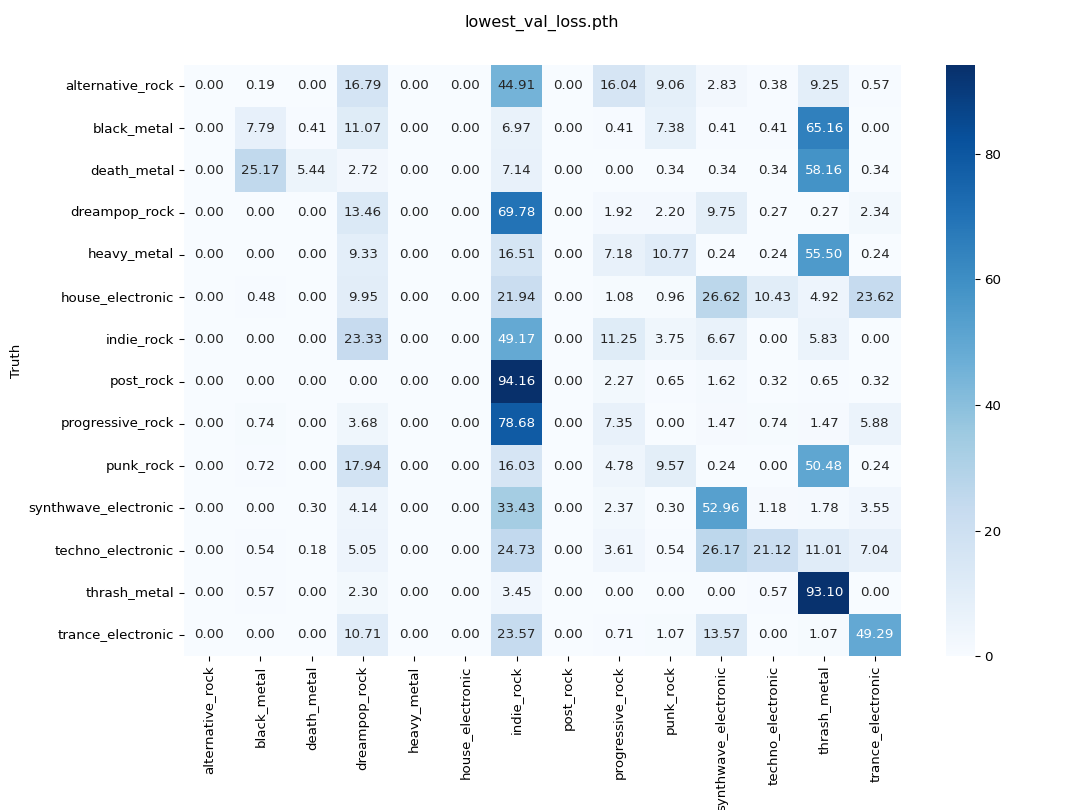 lowest_val_loss.pth
alternative_rock 0.00 0.19 0.00 16.79 0.00 0.00 44.91 0.00 16.04 9.06 2.83 0.38 9.25 0.57
black_metal 0.00 7.79 0.41 11.07 0.00 0.00 6.97 0.00 0.41 7.38 0.41 0.41 65.16 0.00
death_metal 0.00 25.17 5.44 2.72 0.00 0.00 7.14 0.00 0.00 0.34 0.34 0.34 58.16 0.34
dreampop_rock 0.00 0.00 0.00 13.46 0.00 0.00 69.78 0.00 1.92 2.20 9.75 0.27 0.27 2.34
heavy_metal 0.00 0.00 0.00 9.33 0.00 0.00 16.51 0.00 7.18 10.77 0.24 0.24 55.50 0.24
house_electronic 0.00 0.48 0.00 9.95 0.00 0.00 21.94 0.00 1.08 0.96 26.62 10.43 4.92 23.62
indie_rock 0.00 0.00 0.00 23.33 0.00 0.00 49.17 0.00 11.25 3.75 6.67 0.00 5.83 0.00
post_rock 0.00 0.00 0.00 0.00 0.00 0.00 94.16 0.00 2.27 0.65 1.62 0.32 0.65 0.32
progressive_rock 0.00 0.74 0.00 3.68 0.00 0.00 78.68 0.00 7.35 0.00 1.47 0.74 1.47 5.88
punk_rock 0.00 0.72 0.00 17.94 0.00 0.00 16.03 0.00 4.78 9.57 0.24 0.00 50.48 0.24
synthwave_electronic 0.00 0.00 0.30 4.14 0.00 0.00 33.43 0.00 2.37 0.30 52.96 1.18 1.78 3.55
techno_electronic 0.00 0.54 0.18 5.05 0.00 0.00 24.73 0.00 3.61 0.54 26.17 21.12 11.01 7.04
thrash_metal 0.00 0.57 0.00 2.30 0.00 0.00 3.45 0.00 0.00 0.00 0.00 0.57 93.10 0.00
trance_electronic 0.00 0.00 0.00 10.71 0.00 0.00 23.57 0.00 0.71 1.07 13.57 0.00 1.07 49.29
Truth
alternative_rock
black_metal
death_metal
dreampop_rock
heavy_metal
house_electronic
indie_rock
post_rock
progressive_rock
punk_rock
synthwave_electronic
techno_electronic
thrash_metal
trance_electronic
80
60
40
20
0